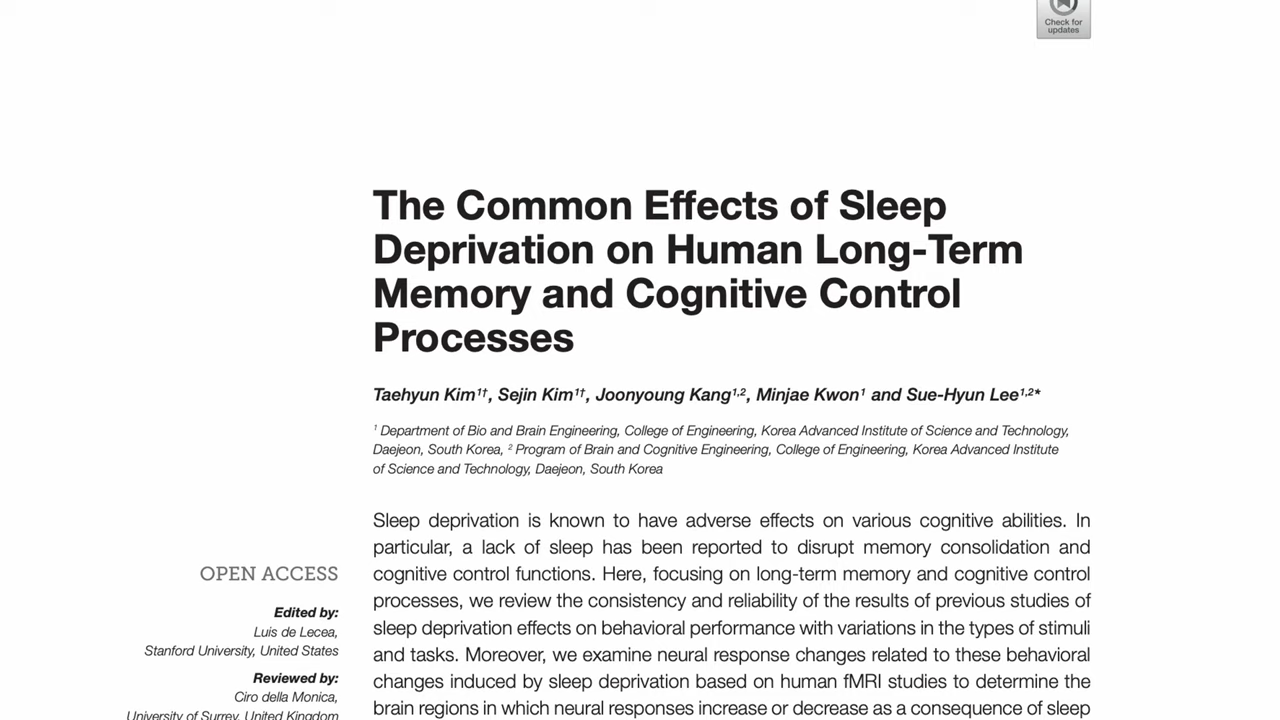 Check for
updates
The Common Effects of Sleep
Deprivation on Human Long-Term
Memory and Cognitive Control
Processes
Taehyun Kim¹†, Sejin Kim¹†, Joonyoung Kang¹,², Minjae Kwon¹ and Sue-Hyun Lee¹,²*
¹ Department of Bio and Brain Engineering, College of Engineering, Korea Advanced Institute of Science and Technology,
Daejeon, South Korea, ² Program of Brain and Cognitive Engineering, College of Engineering, Korea Advanced Institute
of Science and Technology, Daejeon, South Korea
Sleep deprivation is known to have adverse effects on various cognitive abilities. In
particular, a lack of sleep has been reported to disrupt memory consolidation and
cognitive control functions. Here, focusing on long-term memory and cognitive control
processes, we review the consistency and reliability of the results of previous studies of
sleep deprivation effects on behavioral performance with variations in the types of stimuli
and tasks. Moreover, we examine neural response changes related to these behavioral
changes induced by sleep deprivation based on human fMRI studies to determine the
brain regions in which neural responses increase or decrease as a consequence of sleep
OPEN ACCESS
Edited by:
Luis de Lecea,
Stanford University, United States
Reviewed by:
Ciro della Monica,
University of Surrey, United Kingdom